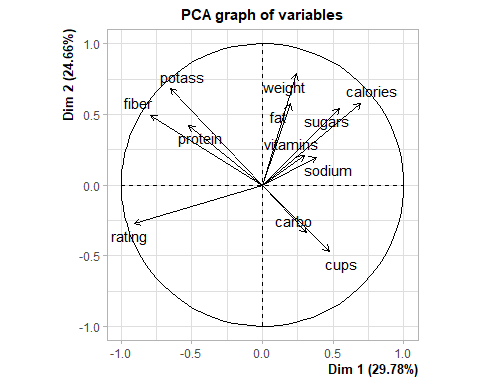 PCA graph of variables
Dim 2 (24.66%)
1.0
0.5
0.0
-0.5
-1.0
potass
weight
calories
fiber
fat
sugars
protein
vitamins
sodium
carbo
rating
cups
-1.0 -0.5 0.0 0.5 1.0
Dim 1 (29.78%)